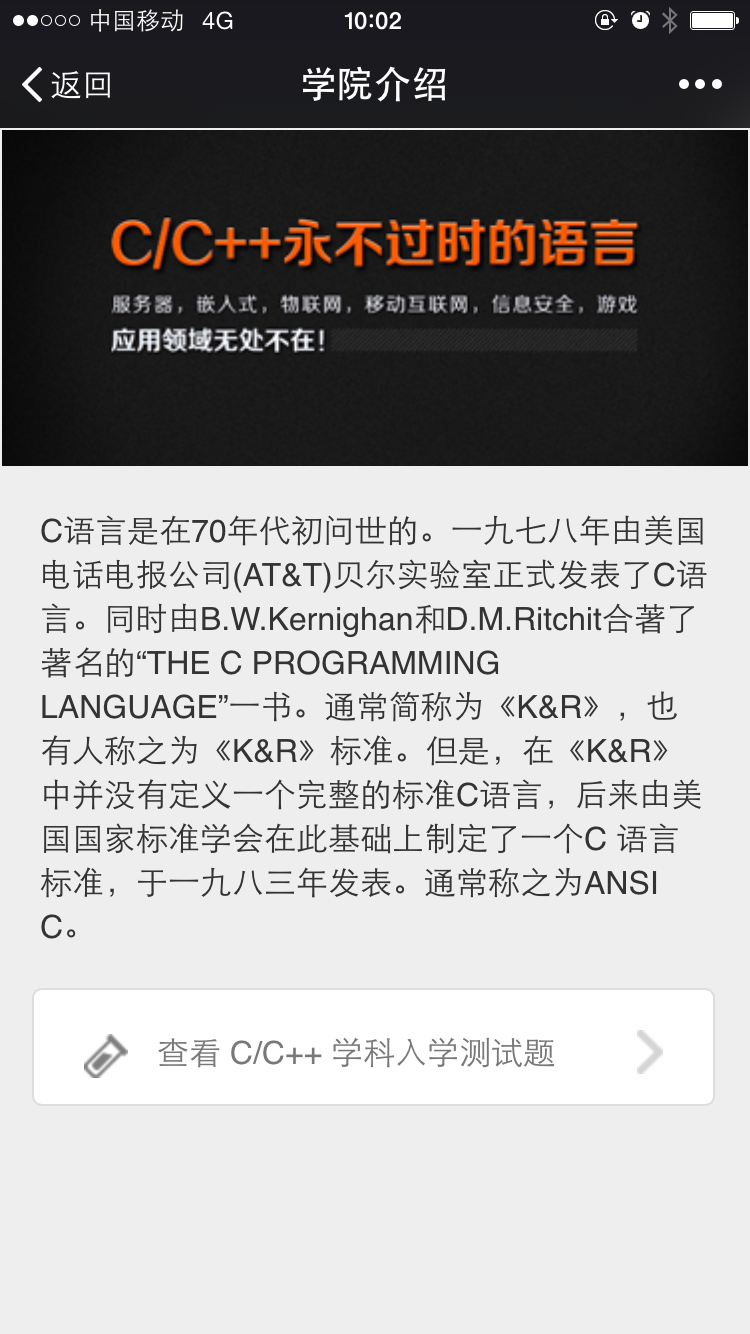 中国移动 4G 10:02
返回 学院介绍
C/C++永不过时的语言
服务器，嵌入式，物联网，移动互联网，信息安全，游戏
应用领域无处不在！
C语言是在70年代初问世的。一九七八年由美国
电话电报公司(AT&T)贝尔实验室正式发表了C语
言。同时由B.W.Kernighan和D.M.Ritchit合著了
著名的“THE C PROGRAMMING
LANGUAGE”一书。通常简称为《K&R》，也
有人称之为《K&R》标准。但是，在《K&R》
中并没有定义一个完整的标准C语言，后来由美
国国家标准学会在此基础上制定了一个C 语言
标准，于一九八三年发表。通常称之为ANSI
C。
查看 C/C++ 学科入学测试题